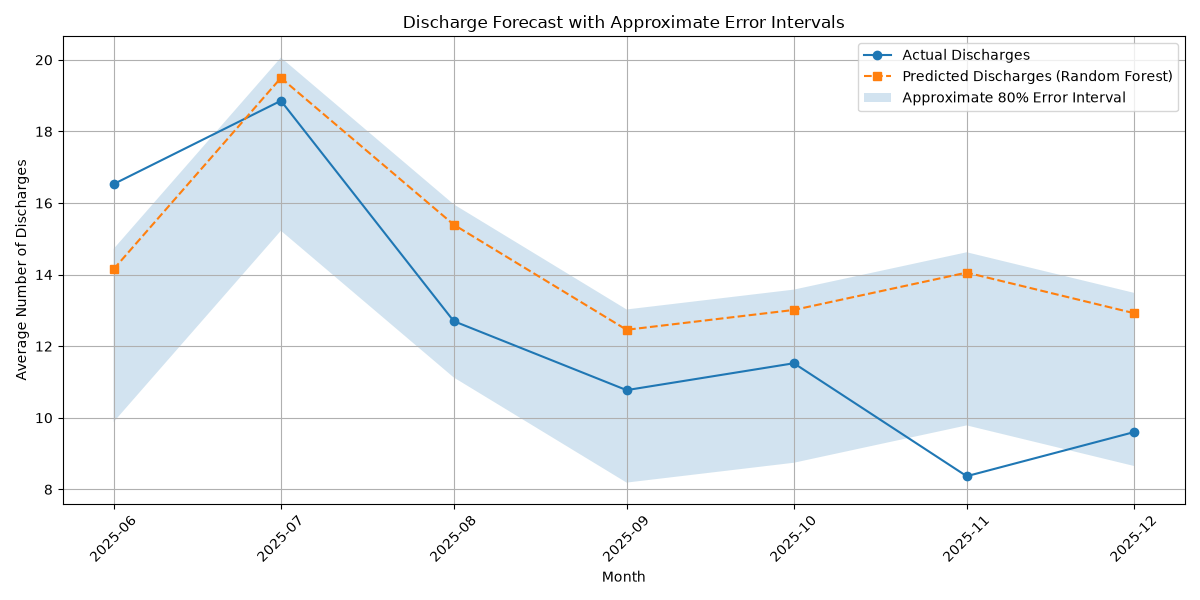 Discharge Forecast with Approximate Error Intervals
Actual Discharges
Predicted Discharges (Random Forest)
Approximate 80% Error Interval
Average Number of Discharges
20
18
16
14
12
10
8
2025-06
2025-07
2025-08
2025-09
2025-10
2025-11
2025-12
Month